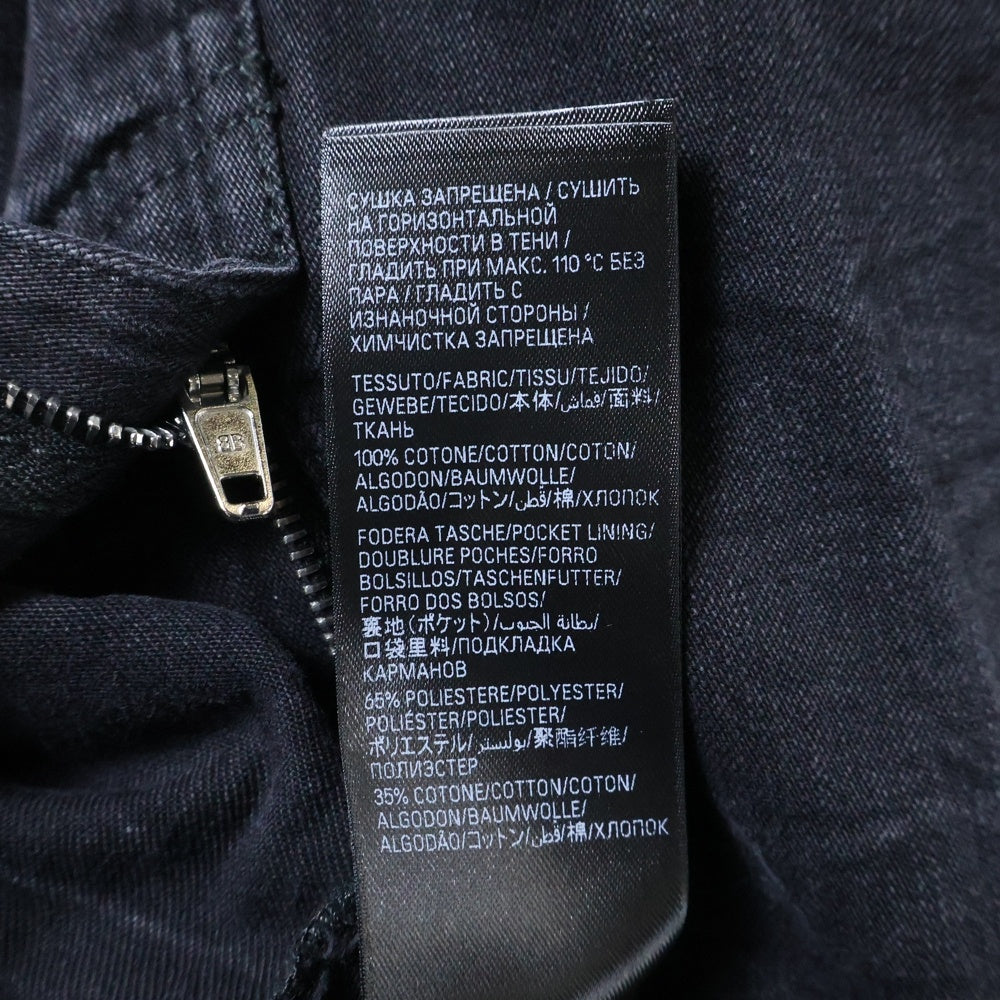 СУШКА ЗАПРЕЩЕНА / СУШИТЬ
НА ГОРИЗОНТАЛЬНОЙ
ПОВЕРХНОСТИ В ТЕНИ /
ГЛАДИТЬ ПРИ МАКС. 110 °С БЕЗ
ПАРА / ГЛАДИТЬ С
ИЗНАНОЧНОЙ СТОРОНЫ /
ХИМЧИСТКА ЗАПРЕЩЕНА
TESSUTO/FABRIC/TISSU/TEJIDO/
GEWEBE/TECIDO/本体/قماش/面料/
ТКАНЬ
100% COTONE/COTTON/COTON/
ALGODON/BAUMWOLLE/
ALGODÃO/コットン/قطن/棉/ХЛОПОК
FODERA TASCHE/POCKET LINING/
DOUBLURE POCHES/FORRO
BOLSILLOS/TASCHENFUTTER/
FORRO DOS BOLSOS/
裏地(ポケット)/بطانة الجيوب/
口袋里料/ПОДКЛАДКА
КАРМАНОВ
65% POLIESTERE/POLYESTER/
POLIÉSTER/POLIESTER/
ポリエステル/بوليستر/聚酯纤维/
ПОЛИЭСТЕР
35% COTONE/COTTON/COTON/
ALGODON/BAUMWOLLE/
ALGODÃO/コットン/قطن/棉/ХЛОПОК